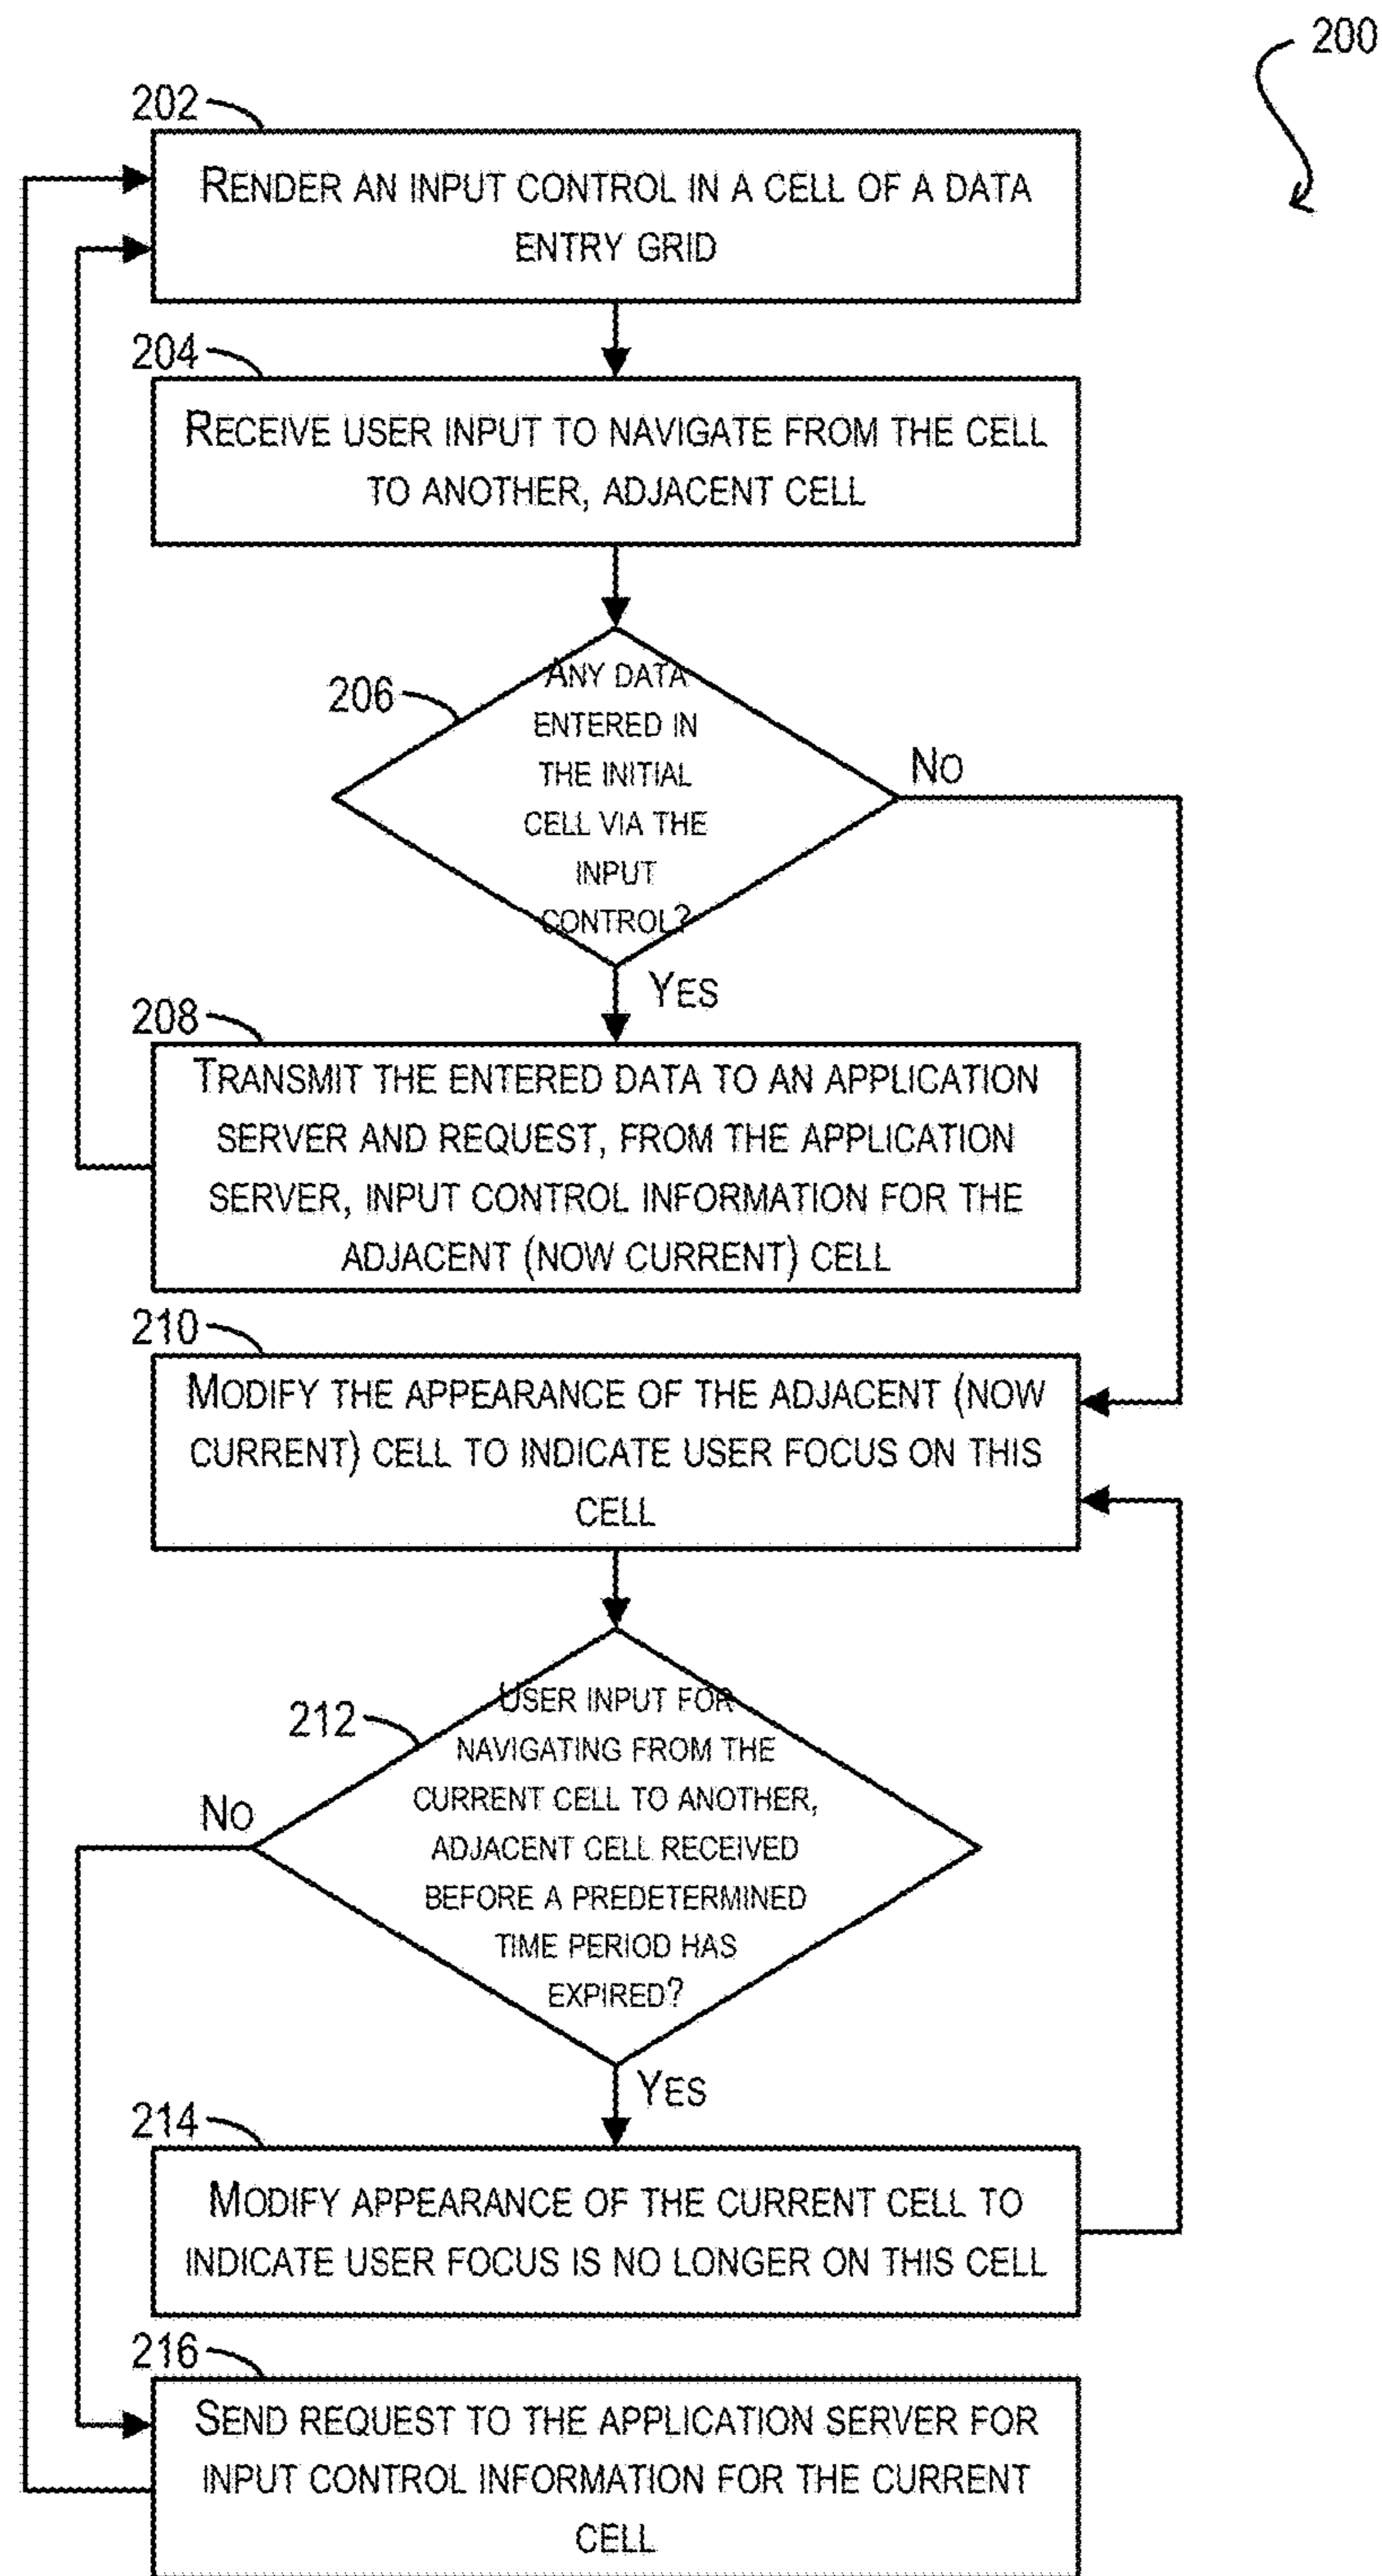 200
202
RENDER AN INPUT CONTROL IN A CELL OF A DATA
ENTRY GRID
204
RECEIVE USER INPUT TO NAVIGATE FROM THE CELL
TO ANOTHER, ADJACENT CELL
206
ANY DATA
ENTERED IN
THE INITIAL
CELL VIA THE
INPUT
CONTROL?
NO
YES
208
TRANSMIT THE ENTERED DATA TO AN APPLICATION
SERVER AND REQUEST, FROM THE APPLICATION
SERVER, INPUT CONTROL INFORMATION FOR THE
ADJACENT (NOW CURRENT) CELL
210
MODIFY THE APPEARANCE OF THE ADJACENT (NOW
CURRENT) CELL TO INDICATE USER FOCUS ON THIS
CELL
212
USER INPUT FOR
NAVIGATING FROM THE
CURRENT CELL TO ANOTHER,
ADJACENT CELL RECEIVED
BEFORE A PREDETERMINED
TIME PERIOD HAS
EXPIRED?
NO
YES
214
MODIFY APPEARANCE OF THE CURRENT CELL TO
INDICATE USER FOCUS IS NO LONGER ON THIS CELL
216
SEND REQUEST TO THE APPLICATION SERVER FOR
INPUT CONTROL INFORMATION FOR THE CURRENT
CELL